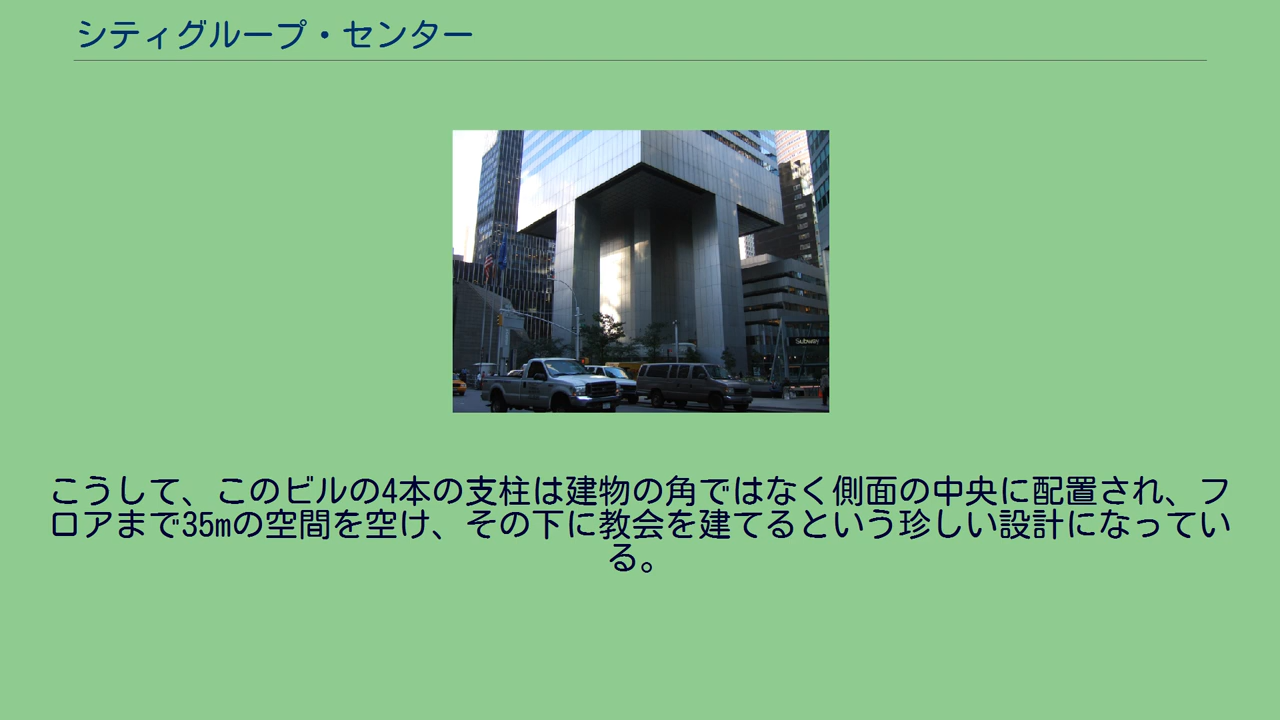 シティグループ・センター
Subway
こうして、このビルの4本の支柱は建物の角ではなく側面の中央に配置され、フ
ロアまで35mの空間を空け、その下に教会を建てるという珍しい設計になってい
る。